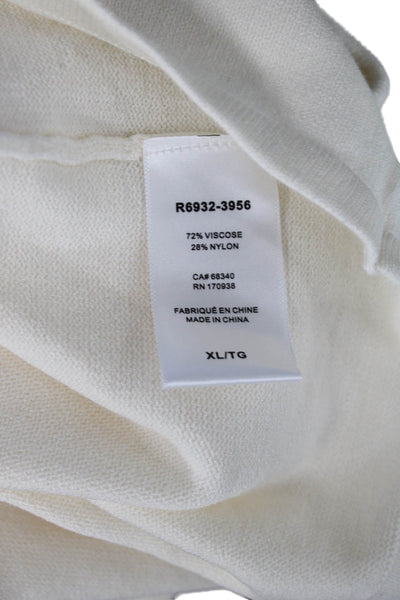 R6932-3956
72% VISCOSE
28% NYLON
CA# 68340
RN 170938
FABRIQUÉ EN CHINE
MADE IN CHINA
XL/TG